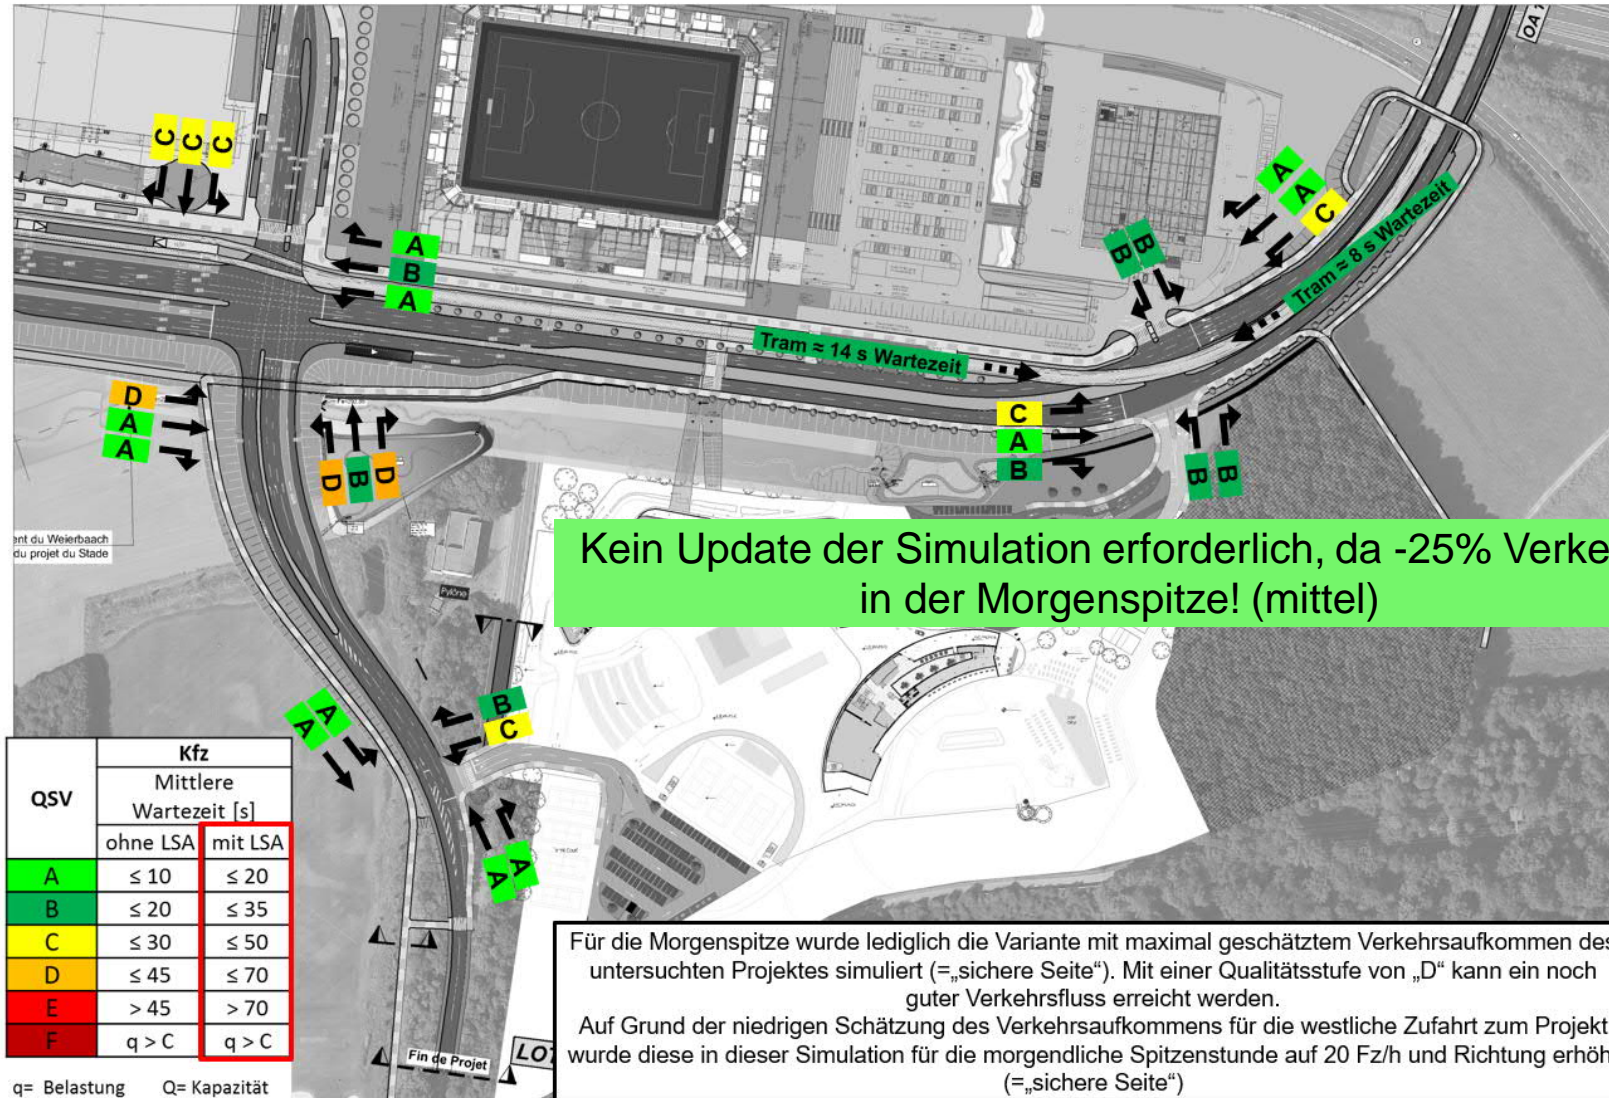 OA 1
C C C
A
B
A
A
A
C
B B
Tram ≈ 8 s Wartezeit
Tram ≈ 14 s Wartezeit
D
A
A
D B D
C
A
B
B B
ent du Weierbaach
du projet du Stade
Kein Update der Simulation erforderlich, da -25% Verke
in der Morgenspitze! (mittel)
Pylône
A A
B
C
A A
QSV Kfz
Mittlere
Wartezeit [s]
ohne LSA mit LSA
A ≤ 10 ≤ 20
B ≤ 20 ≤ 35
C ≤ 30 ≤ 50
D ≤ 45 ≤ 70
E > 45 > 70
F q > C q > C
q= Belastung Q= Kapazität
Fin de Projet
LOT
Für die Morgenspitze wurde lediglich die Variante mit maximal geschätztem Verkehrsaufkommen des
untersuchten Projektes simuliert (=„sichere Seite“). Mit einer Qualitätsstufe von „D“ kann ein noch
guter Verkehrsfluss erreicht werden.
Auf Grund der niedrigen Schätzung des Verkehrsaufkommens für die westliche Zufahrt zum Projekt
wurde diese in dieser Simulation für die morgendliche Spitzenstunde auf 20 Fz/h und Richtung erhöh
(=„sichere Seite“)